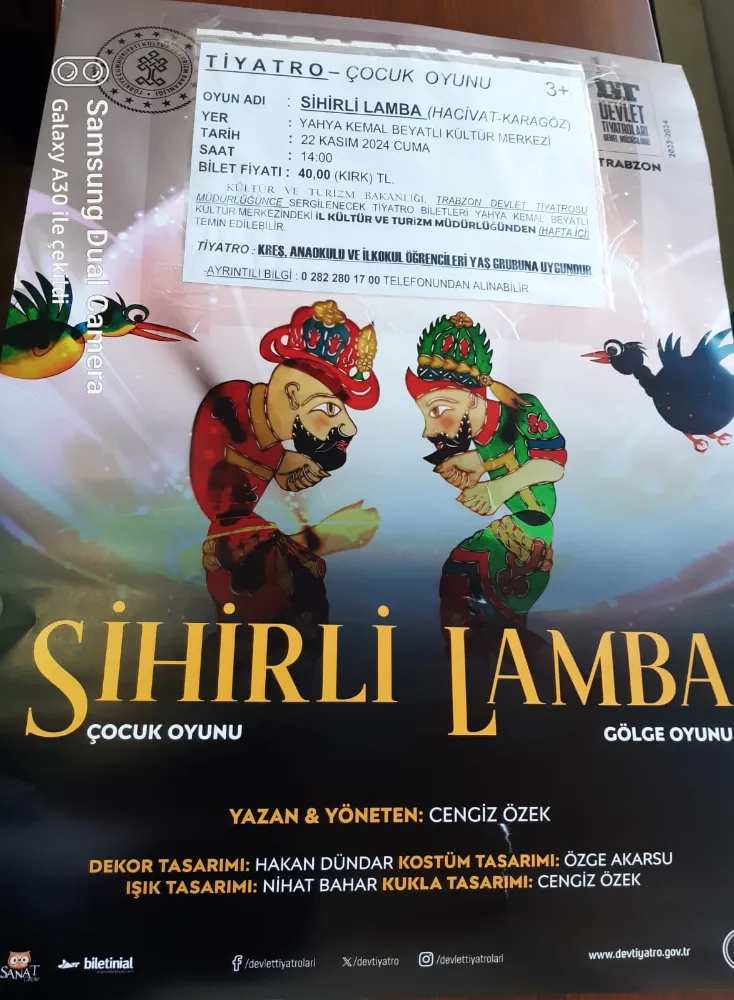 TİYATRO – ÇOCUK OYUNU 3+
OYUN ADI : SİHİRLİ LAMBA (HACİVAT-KARAGÖZ)
YER : YAHYA KEMAL BEYATLI KÜLTÜR MERKEZİ
TARİH : 22 KASIM 2024 CUMA
SAAT : 14:00
BİLET FİYATI : 40,00 (KIRK) TL.
KÜLTÜR VE TURİZM BAKANLIĞI, TRABZON DEVLET TİYATROSU
MÜDÜRLÜĞÜNCE SERGİLENECEK TİYATRO BİLETLERİ YAHYA KEMAL BEYATLI
KÜLTÜR MERKEZİNDEKİ İL KÜLTÜR VE TURİZM MÜDÜRLÜĞÜNDEN (HAFTA İÇİ)
TEMİN EDİLEBİLİR.
TİYATRO : KREŞ, ANAOKULU VE İLKOKUL ÖĞRENCİLERİ YAŞ GRUBUNA UYGUNDUR
-AYRINTILI BİLGİ : 0 282 280 17 00 TELEFONUNDAN ALINABİLİR
DT
DEVLET
TİYATROLARI
GENEL MÜDÜRLÜĞÜ
2023-2024
TRABZON
Samsung Dual Camera
Galaxy A30 ile çekildi
SİHİRLİ LAMBA
ÇOCUK OYUNU
GÖLGE OYUNU
YAZAN & YÖNETEN: CENGİZ ÖZEK
DEKOR TASARIMI: HAKAN DÜNDAR KOSTÜM TASARIMI: ÖZGE AKARSU
IŞIK TASARIMI: NİHAT BAHAR KUKLA TASARIMI: CENGİZ ÖZEK
SANAT
biletinial
/devlettiyatrolari
/devtiyatro
/devlettiyatrolari
www.devtiyatro.gov.tr